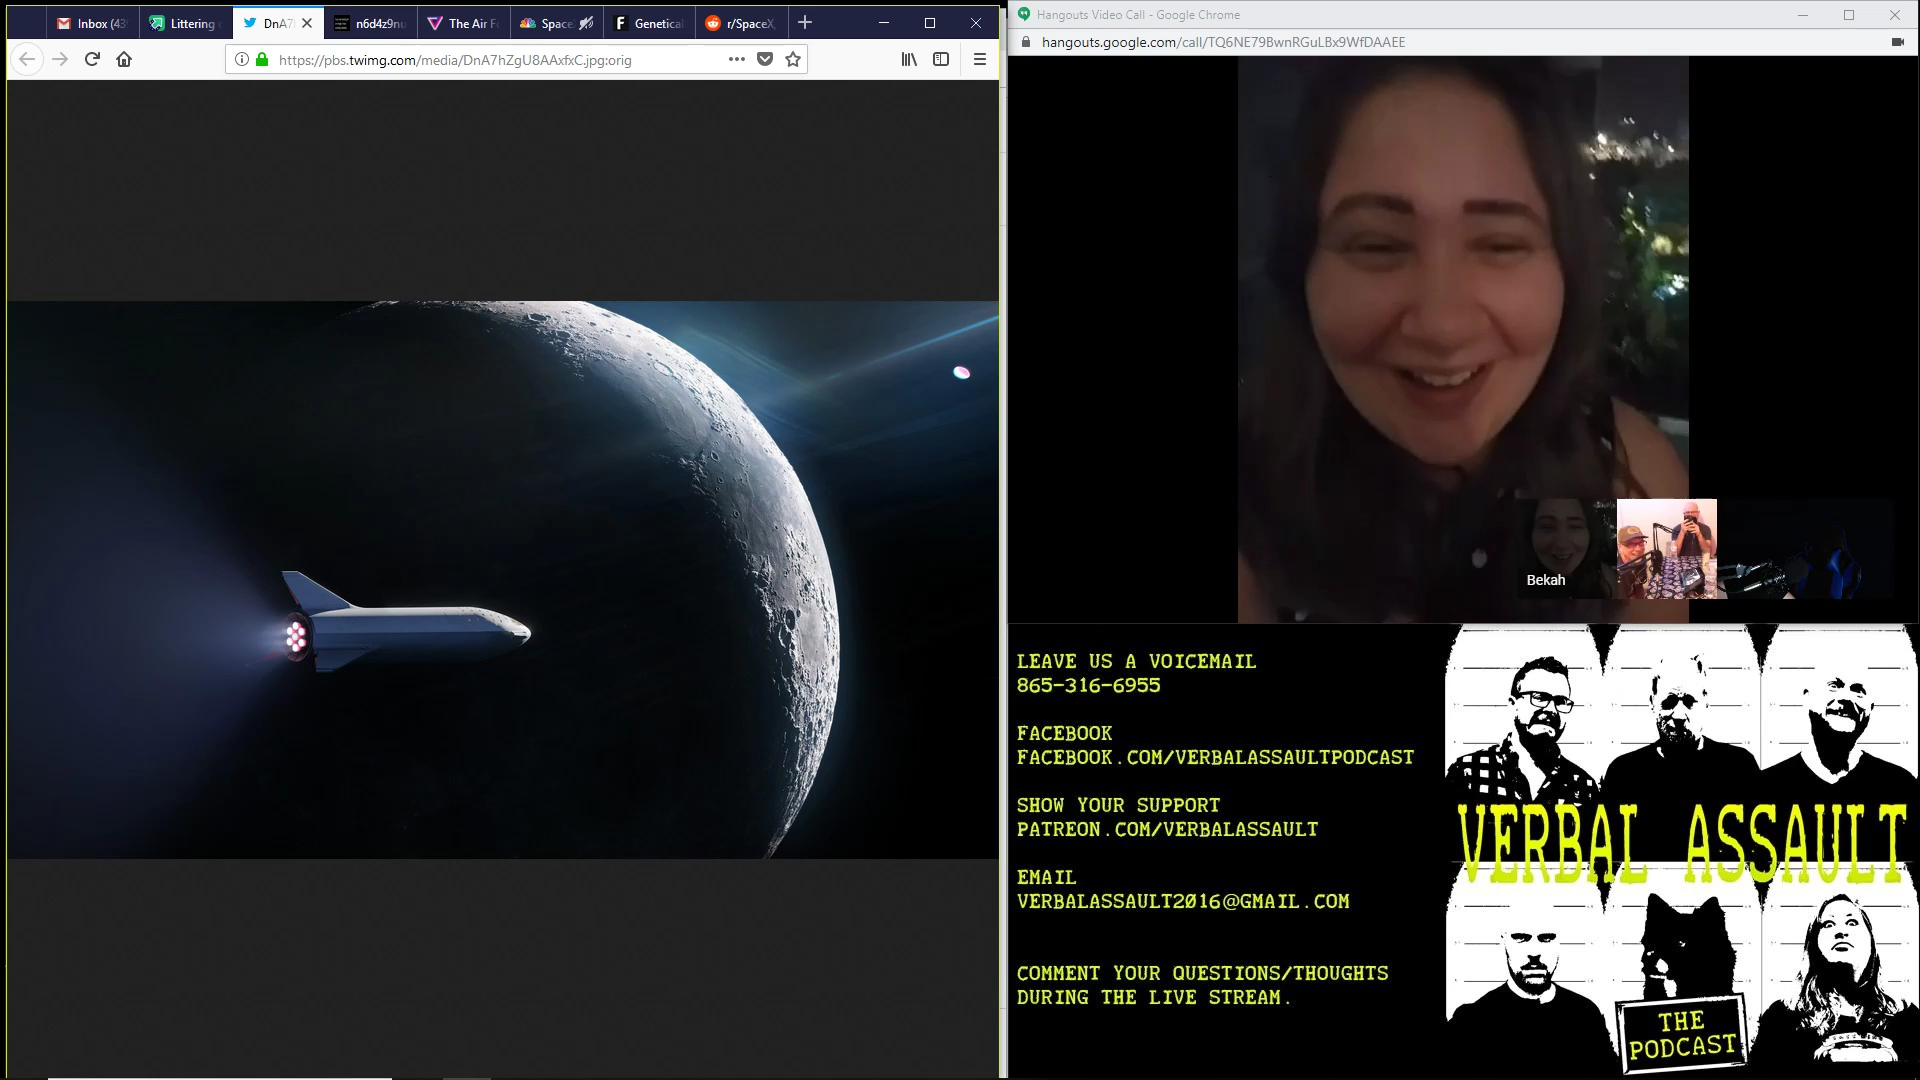 Inbox (43
Littering
DnA7
n6d4z9nu
The Air F
Space
Genetical
r/SpaceX
https://pbs.twimg.com/media/DnA7hZgU8AAxfxC.jpg:orig
Hangouts Video Call - Google Chrome
hangouts.google.com/call/TQ6NE79BwnRGuLBx9WfDAAEE
Bekah
LEAVE US A VOICEMAIL
865-316-6955
FACEBOOK
FACEBOOK.COM/VERBALASSAULTPODCAST
SHOW YOUR SUPPORT
PATREON.COM/VERBALASSAULT
EMAIL
VERBALASSAULT2016@GMAIL.COM
COMMENT YOUR QUESTIONS/THOUGHTS
DURING THE LIVE STREAM.
VERBAL ASSAULT
THE
PODCAST